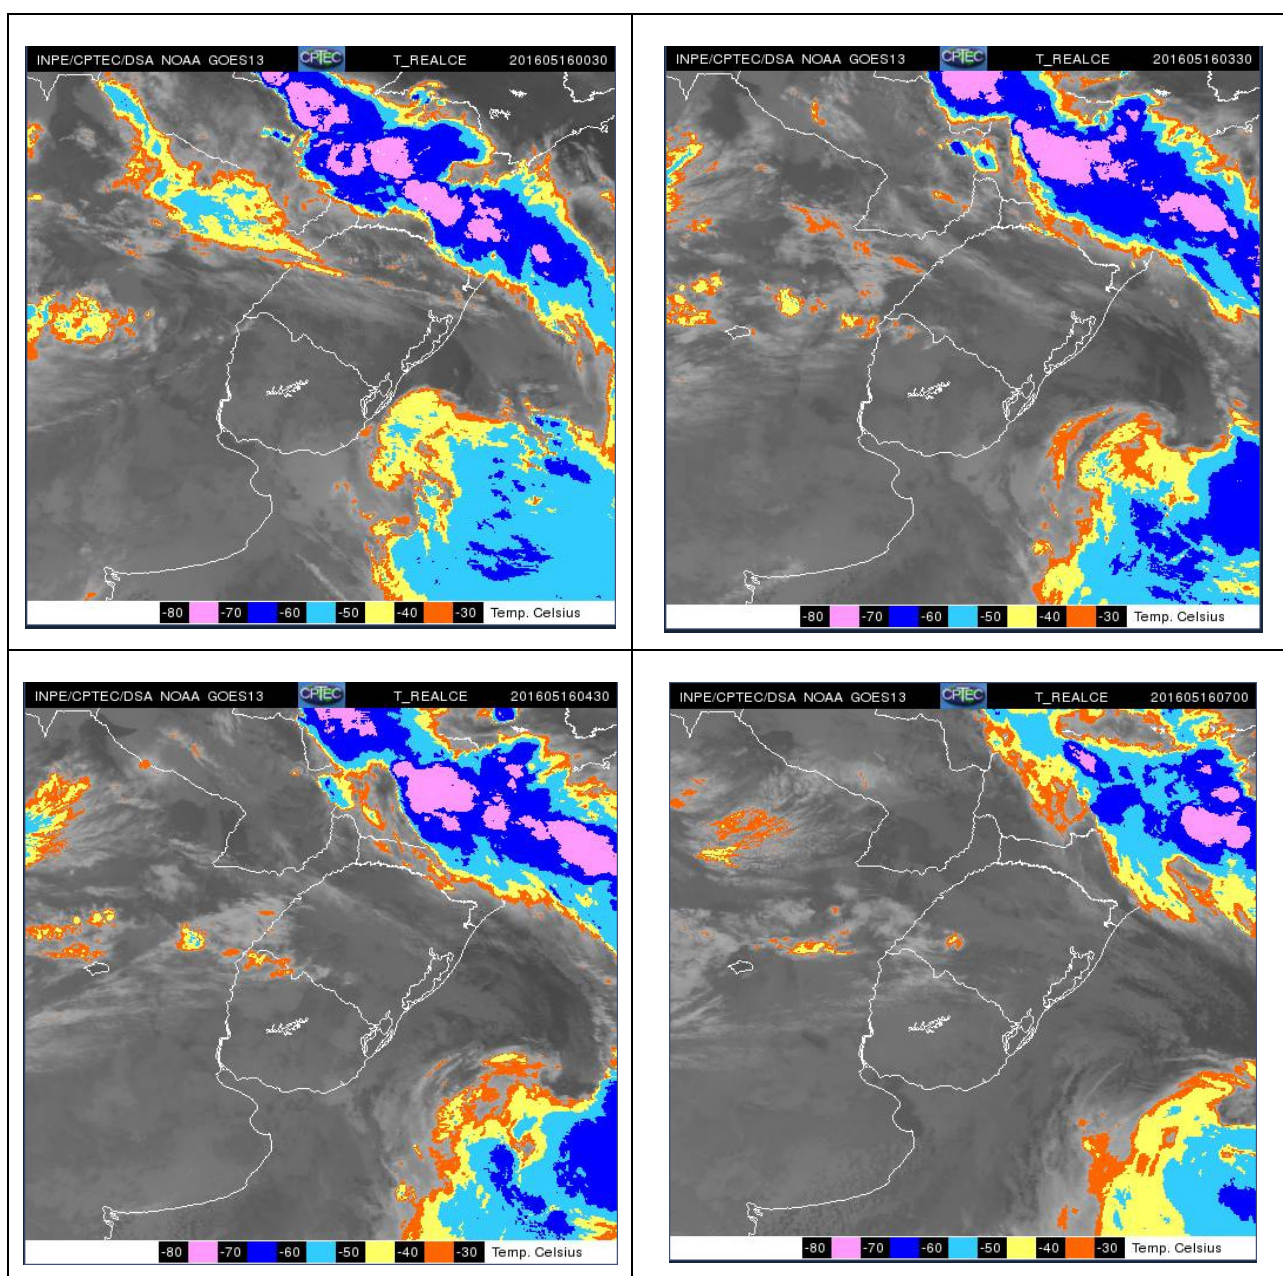 INPE/CPTEC/DSA NOAA GOES13 CPTEC T_REALCE 201605160030
-80 -70 -60 -50 -40 -30 Temp. Celsius
INPE/CPTEC/DSA NOAA GOES13 CPTEC T_REALCE 201605160330
-80 -70 -60 -50 -40 -30 Temp. Celsius
INPE/CPTEC/DSA NOAA GOES13 CPTEC T_REALCE 201605160430
-80 -70 -60 -50 -40 -30 Temp. Celsius
INPE/CPTEC/DSA NOAA GOES13 CPTEC T_REALCE 201605160700
-80 -70 -60 -50 -40 -30 Temp. Celsius